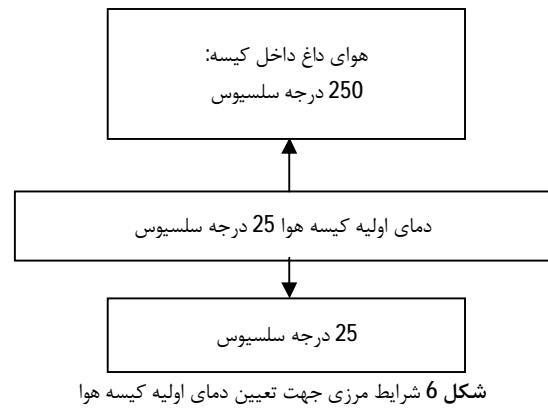 هوای داغ داخل کیسه:
250 درجه سلسیوس
دمای اولیه کیسه هوا 25 درجه سلسیوس
25 درجه سلسیوس
شکل 6 شرایط مرزی جهت تعیین دمای اولیه کیسه هوا